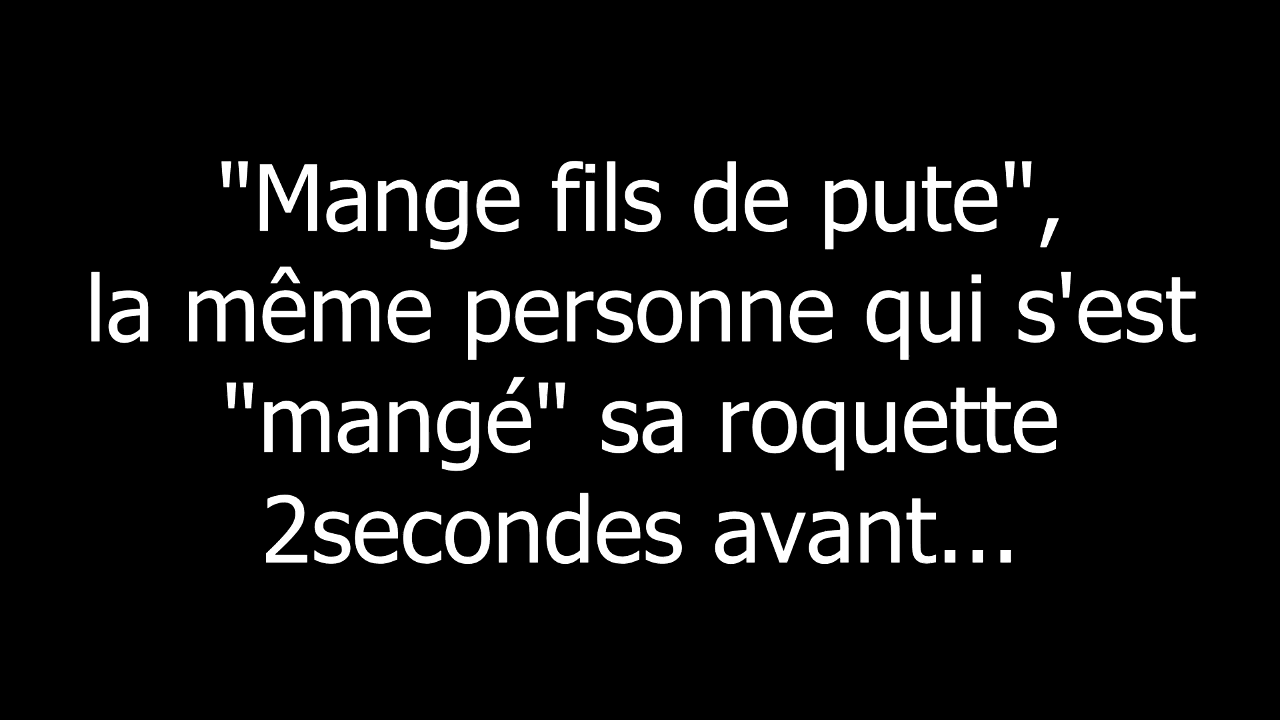 "Mange fils de pute",
la même personne qui s'est
"mangé" sa roquette
2secondes avant...